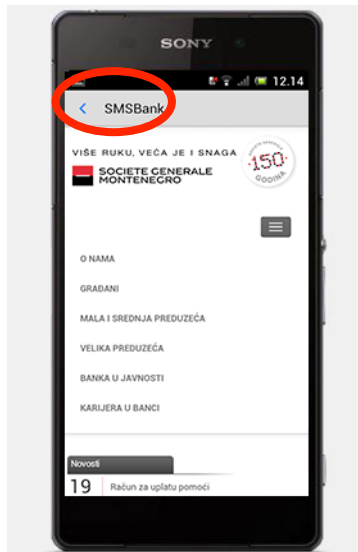 SONY
12.14
SMSBank
VIŠE RUKU, VEĆA JE I SNAGA
SOCIETE GENERALE
MONTENEGRO
150
GODINA
O NAMA
GRAĐANI
MALA I SREDNJA PREDUZEĆA
VELIKA PREDUZEĆA
BANKA U JAVNOSTI
KARIJERA U BANCI
Novosti
19 Račun za uplatu pomoći